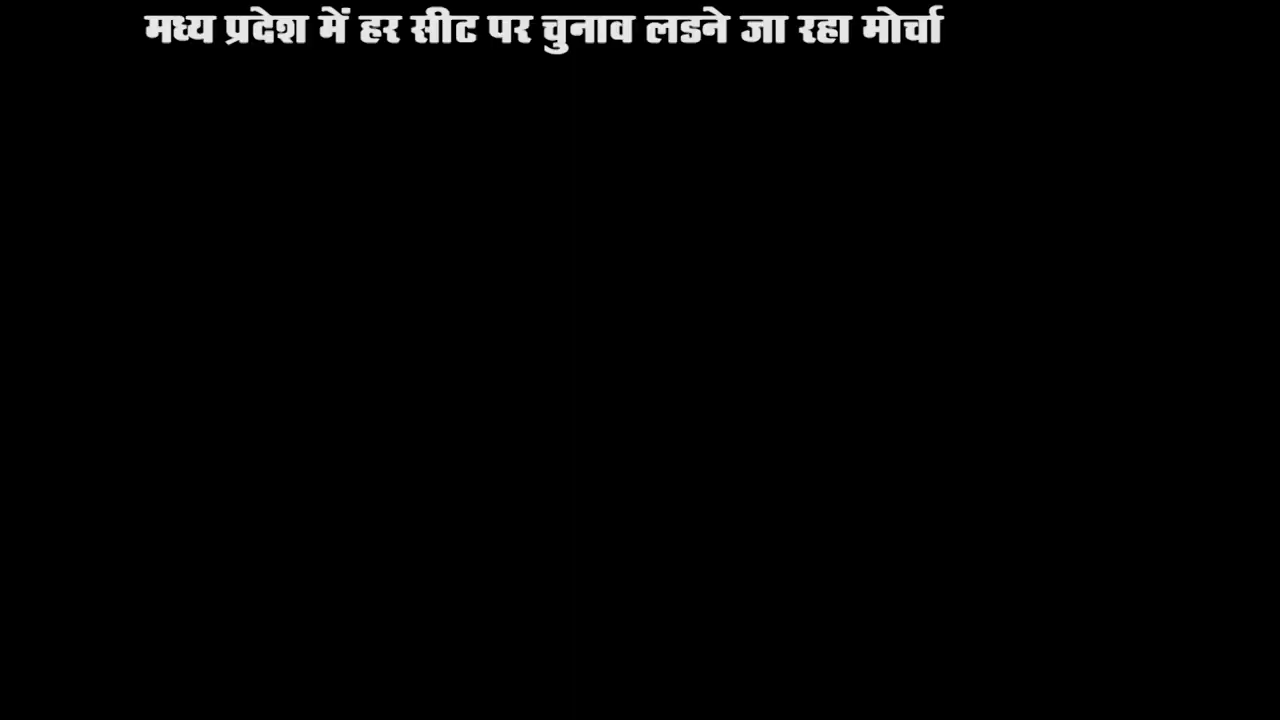 मध्य प्रदेश में हर सीट पर चुनाव लडने जा रहा मोर्चा